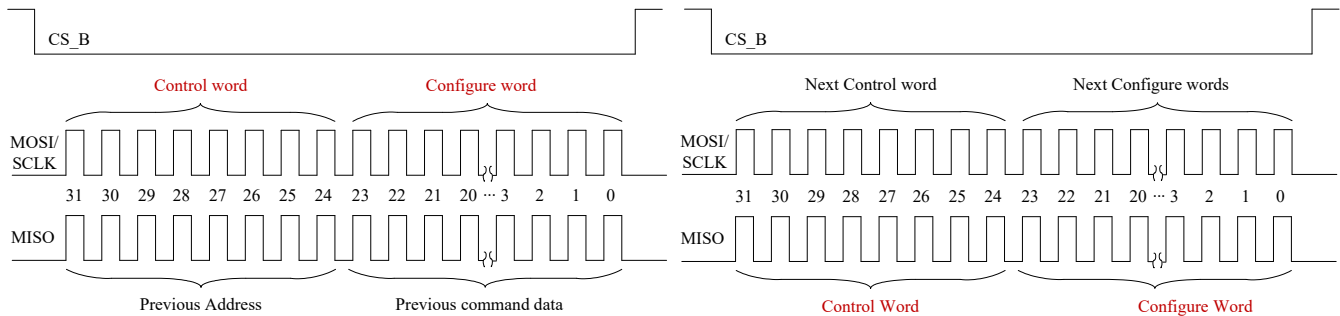 CS_B
CS_B
Control word
Configure word
Next Control word
Next Configure words
MOSI/
SCLK
MOSI/
SCLK
31 30 29 28 27 26 25 24 23 22 21 20 ··· 3 2 1 0
31 30 29 28 27 26 25 24 23 22 21 20 ··· 3 2 1 0
MISO
MISO
Previous Address
Previous command data
Control Word
Configure Word